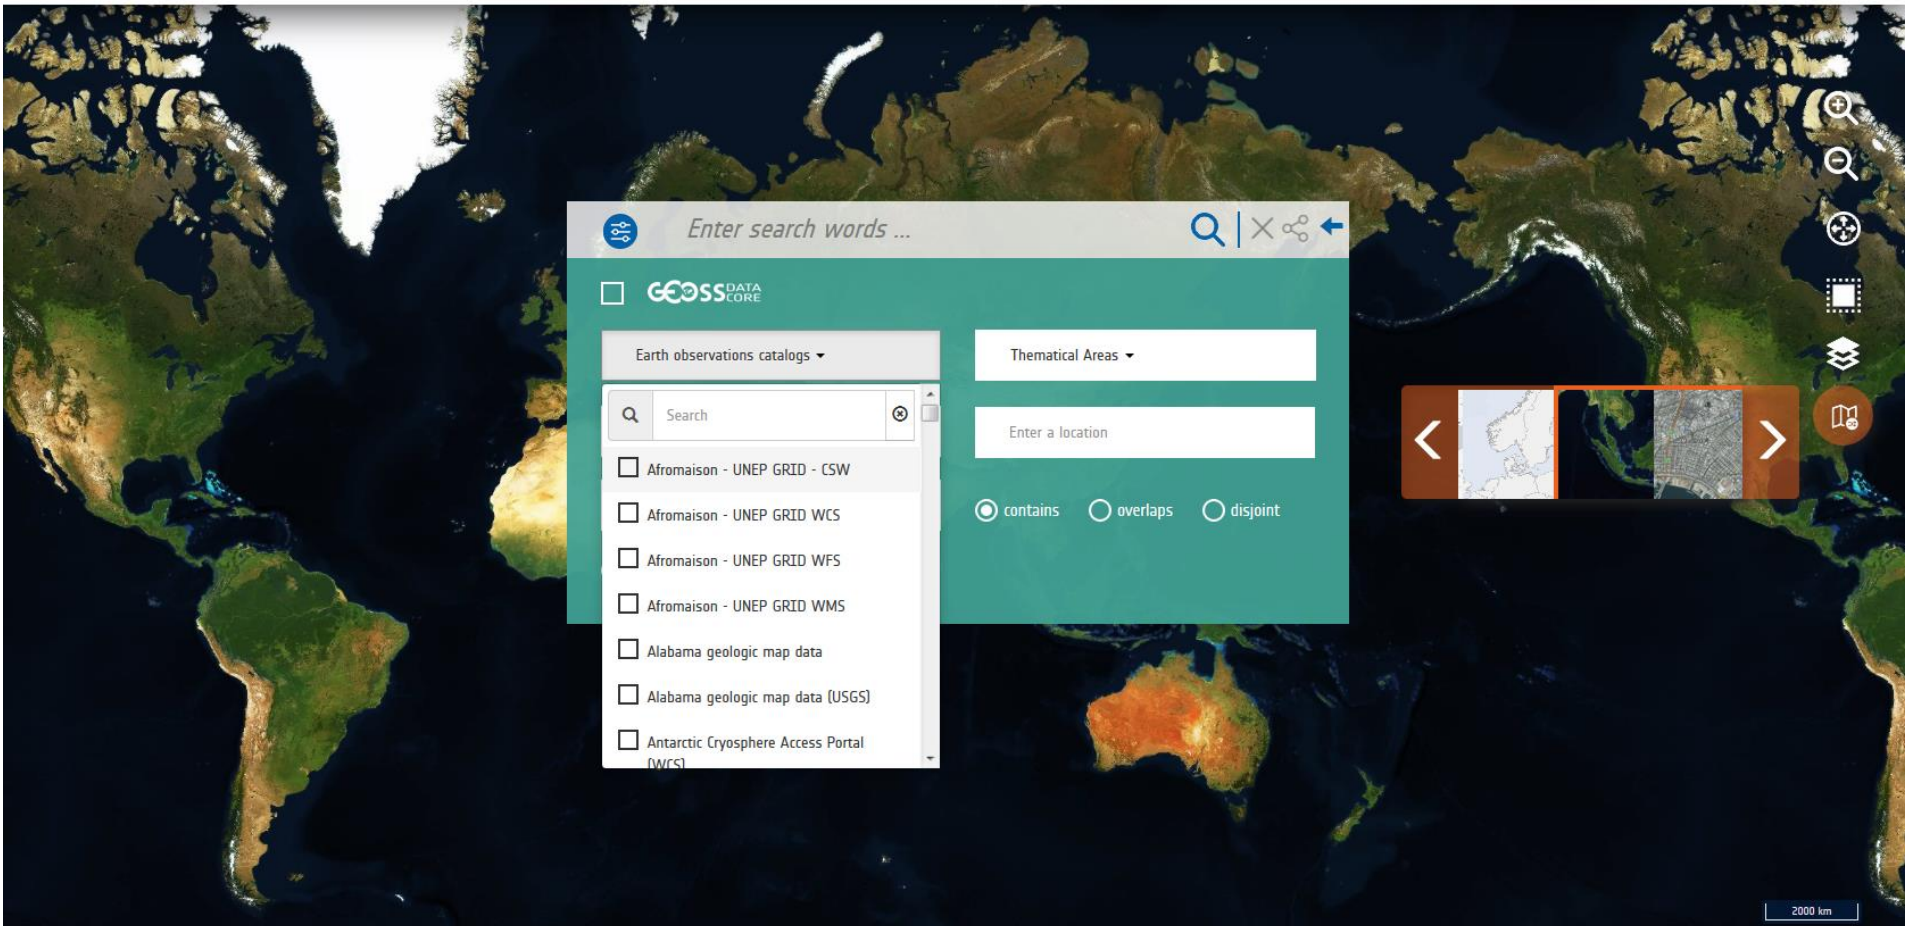 Enter search words ...
GEOSS DATA CORE
Earth observations catalogs
Thematical Areas
Search
Enter a location
Afromaison - UNEP GRID - CSW
Afromaison - UNEP GRID WCS
contains overlaps disjoint
Afromaison - UNEP GRID WFS
Afromaison - UNEP GRID WMS
Alabama geologic map data
Alabama geologic map data (USGS)
Antarctic Cryosphere Access Portal
(WCS)
2000 km